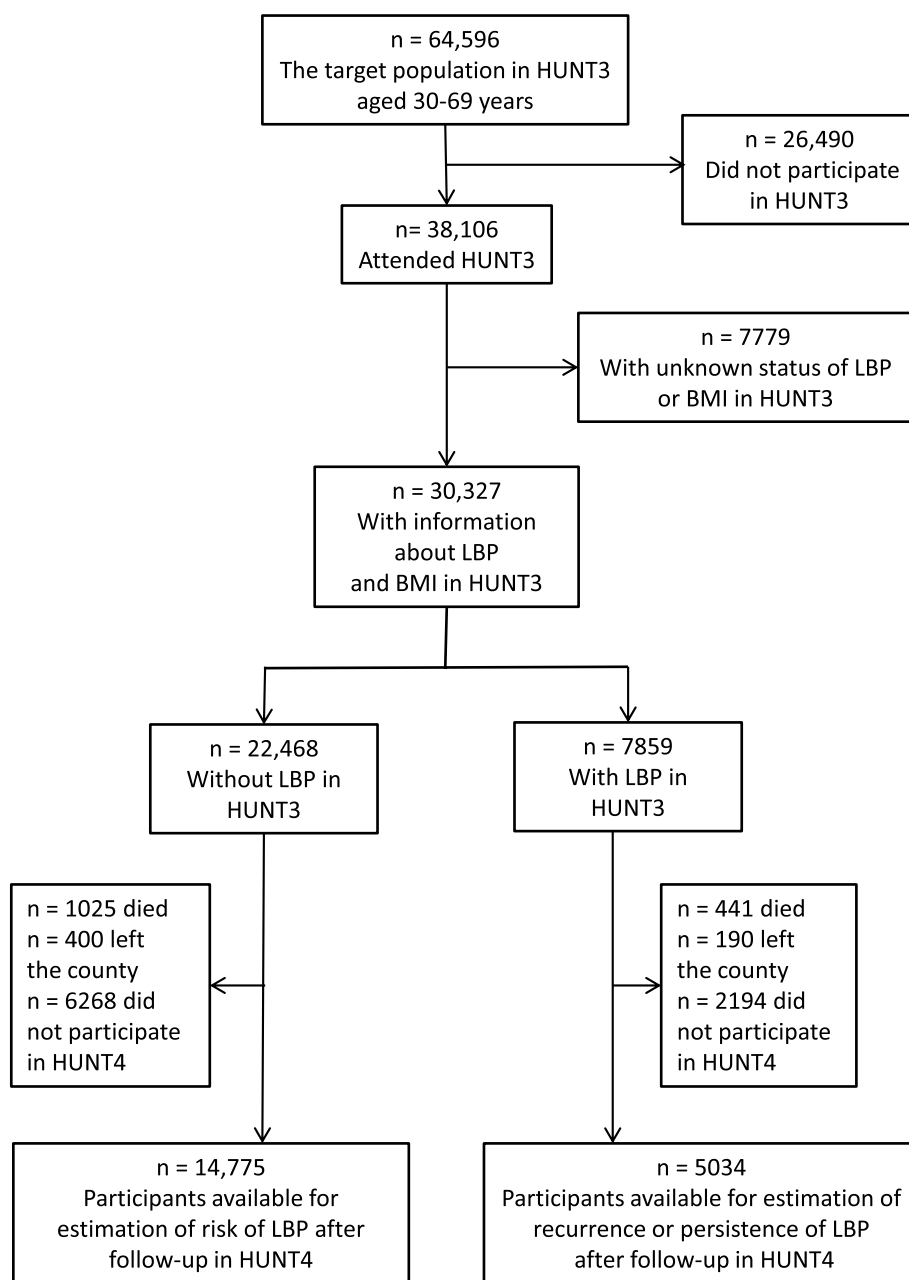 n = 64,596
The target population in HUNT3
aged 30-69 years
n = 26,490
Did not participate
in HUNT3
n= 38,106
Attended HUNT3
n = 7779
With unknown status of LBP
or BMI in HUNT3
n = 30,327
With information
about LBP
and BMI in HUNT3
n = 22,468
Without LBP in
HUNT3
n = 7859
With LBP in
HUNT3
n = 1025 died
n = 400 left
the county
n = 6268 did
not participate
in HUNT4
n = 441 died
n = 190 left
the county
n = 2194 did
not participate
in HUNT4
n = 14,775
Participants available for
estimation of risk of LBP after
follow-up in HUNT4
n = 5034
Participants available for estimation of
recurrence or persistence of LBP
after follow-up in HUNT4